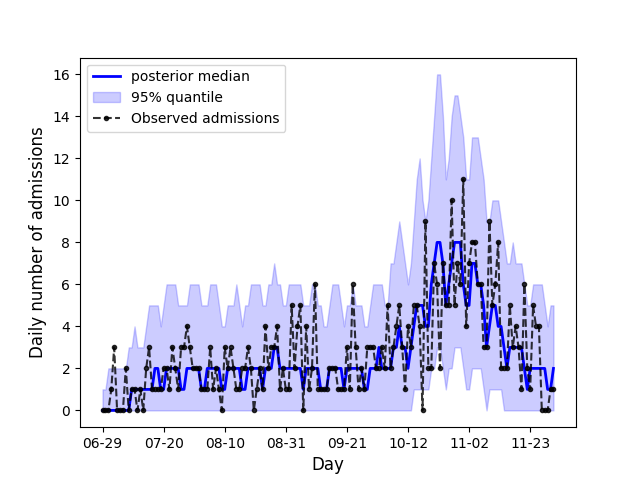 posterior median
95% quantile
Observed admissions
Daily number of admissions
16
14
12
10
8
6
4
2
0
06-29 07-20 08-10 08-31 09-21 10-12 11-02 11-23
Day